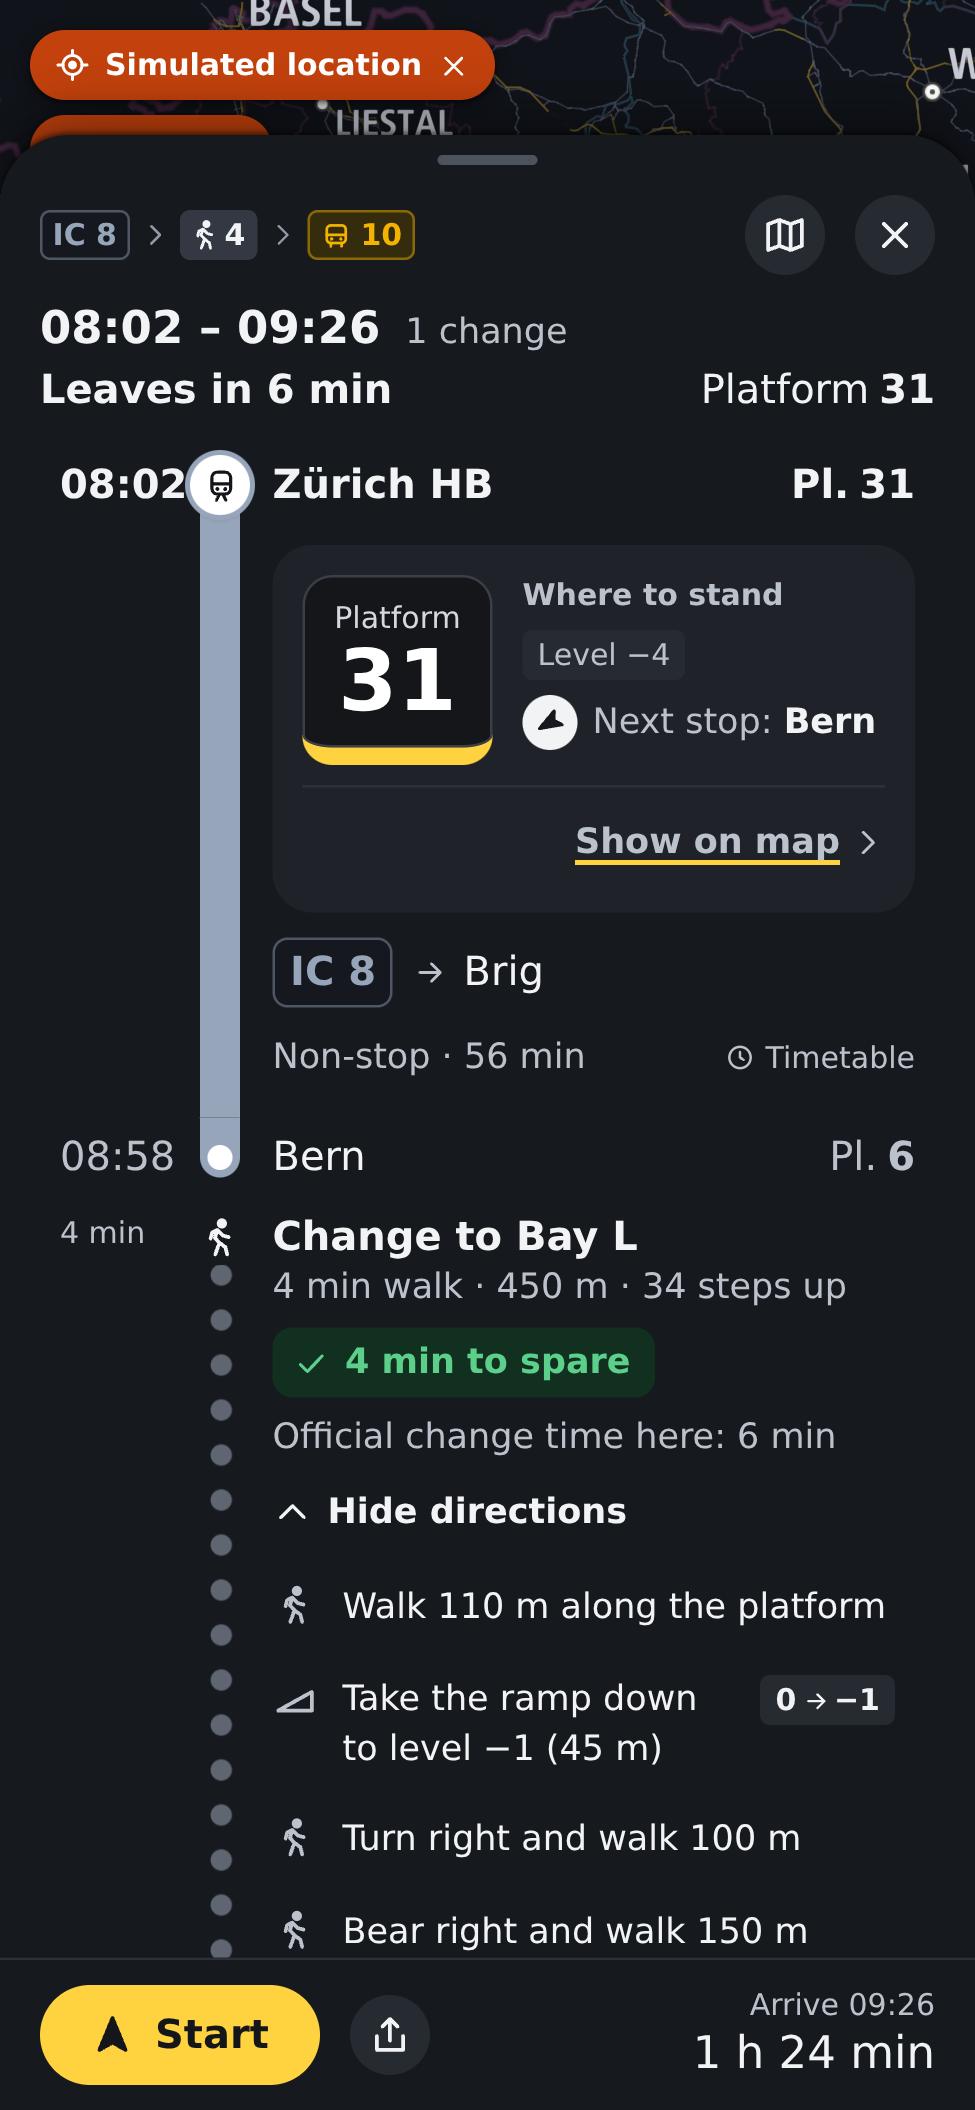 BASEL
Simulated location
W
LIESTAL
IC 8 > 4 > 10
08:02 – 09:26 1 change
Leaves in 6 min Platform 31
08:02 Zürich HB Pl. 31
Platform
31
Where to stand
Level −4
Next stop: Bern
Show on map
IC 8 → Brig
Non-stop · 56 min Timetable
08:58 Bern Pl. 6
4 min Change to Bay L
4 min walk · 450 m · 34 steps up
4 min to spare
Official change time here: 6 min
Hide directions
Walk 110 m along the platform
Take the ramp down 0 → −1
to level −1 (45 m)
Turn right and walk 100 m
Bear right and walk 150 m
Start
Arrive 09:26
1 h 24 min